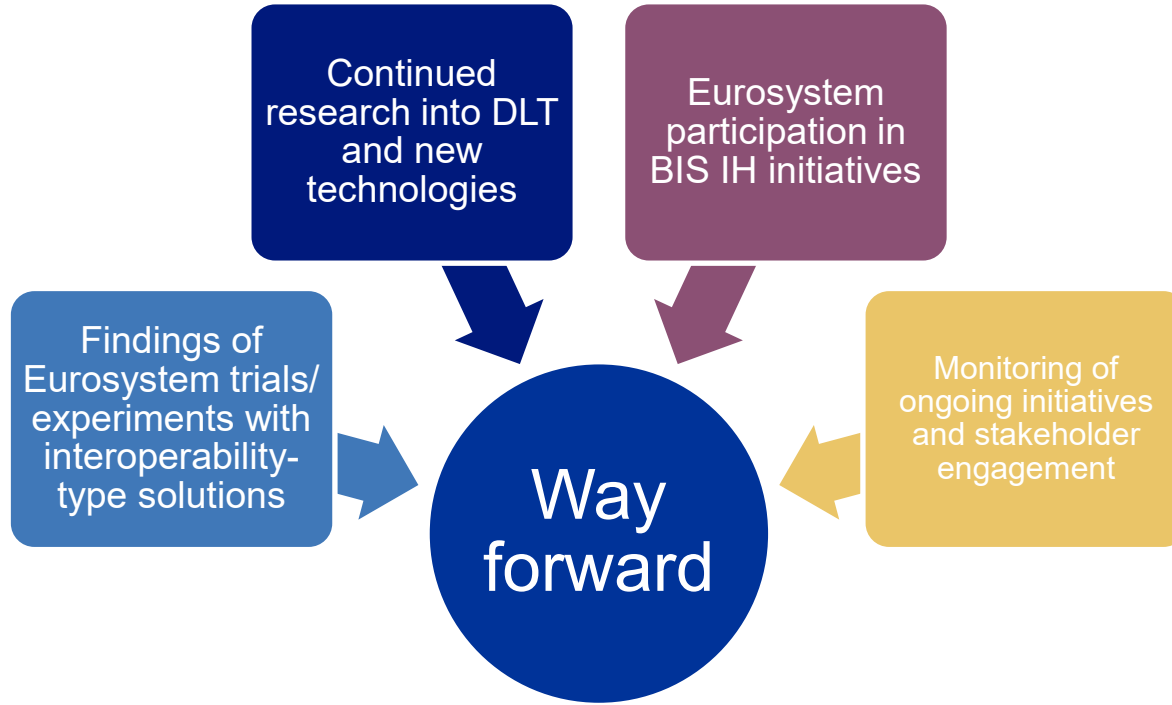 Continued
research into DLT
and new
technologies
Eurosystem
participation in
BIS IH initiatives
Findings of
Eurosystem trials/
experiments with
interoperability-
type solutions
Monitoring of
ongoing initiatives
and stakeholder
engagement
Way
forward